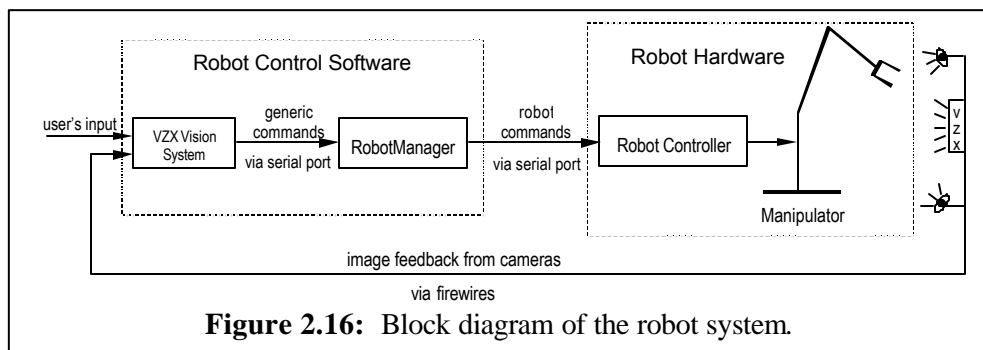 Robot Control Software
Robot Hardware
user's input
VZX Vision
System
generic
commands
via serial port
RobotManager
robot
commands
via serial port
Robot Controller
Manipulator
V
Z
X
image feedback from cameras
via firewires
Figure 2.16: Block diagram of the robot system.